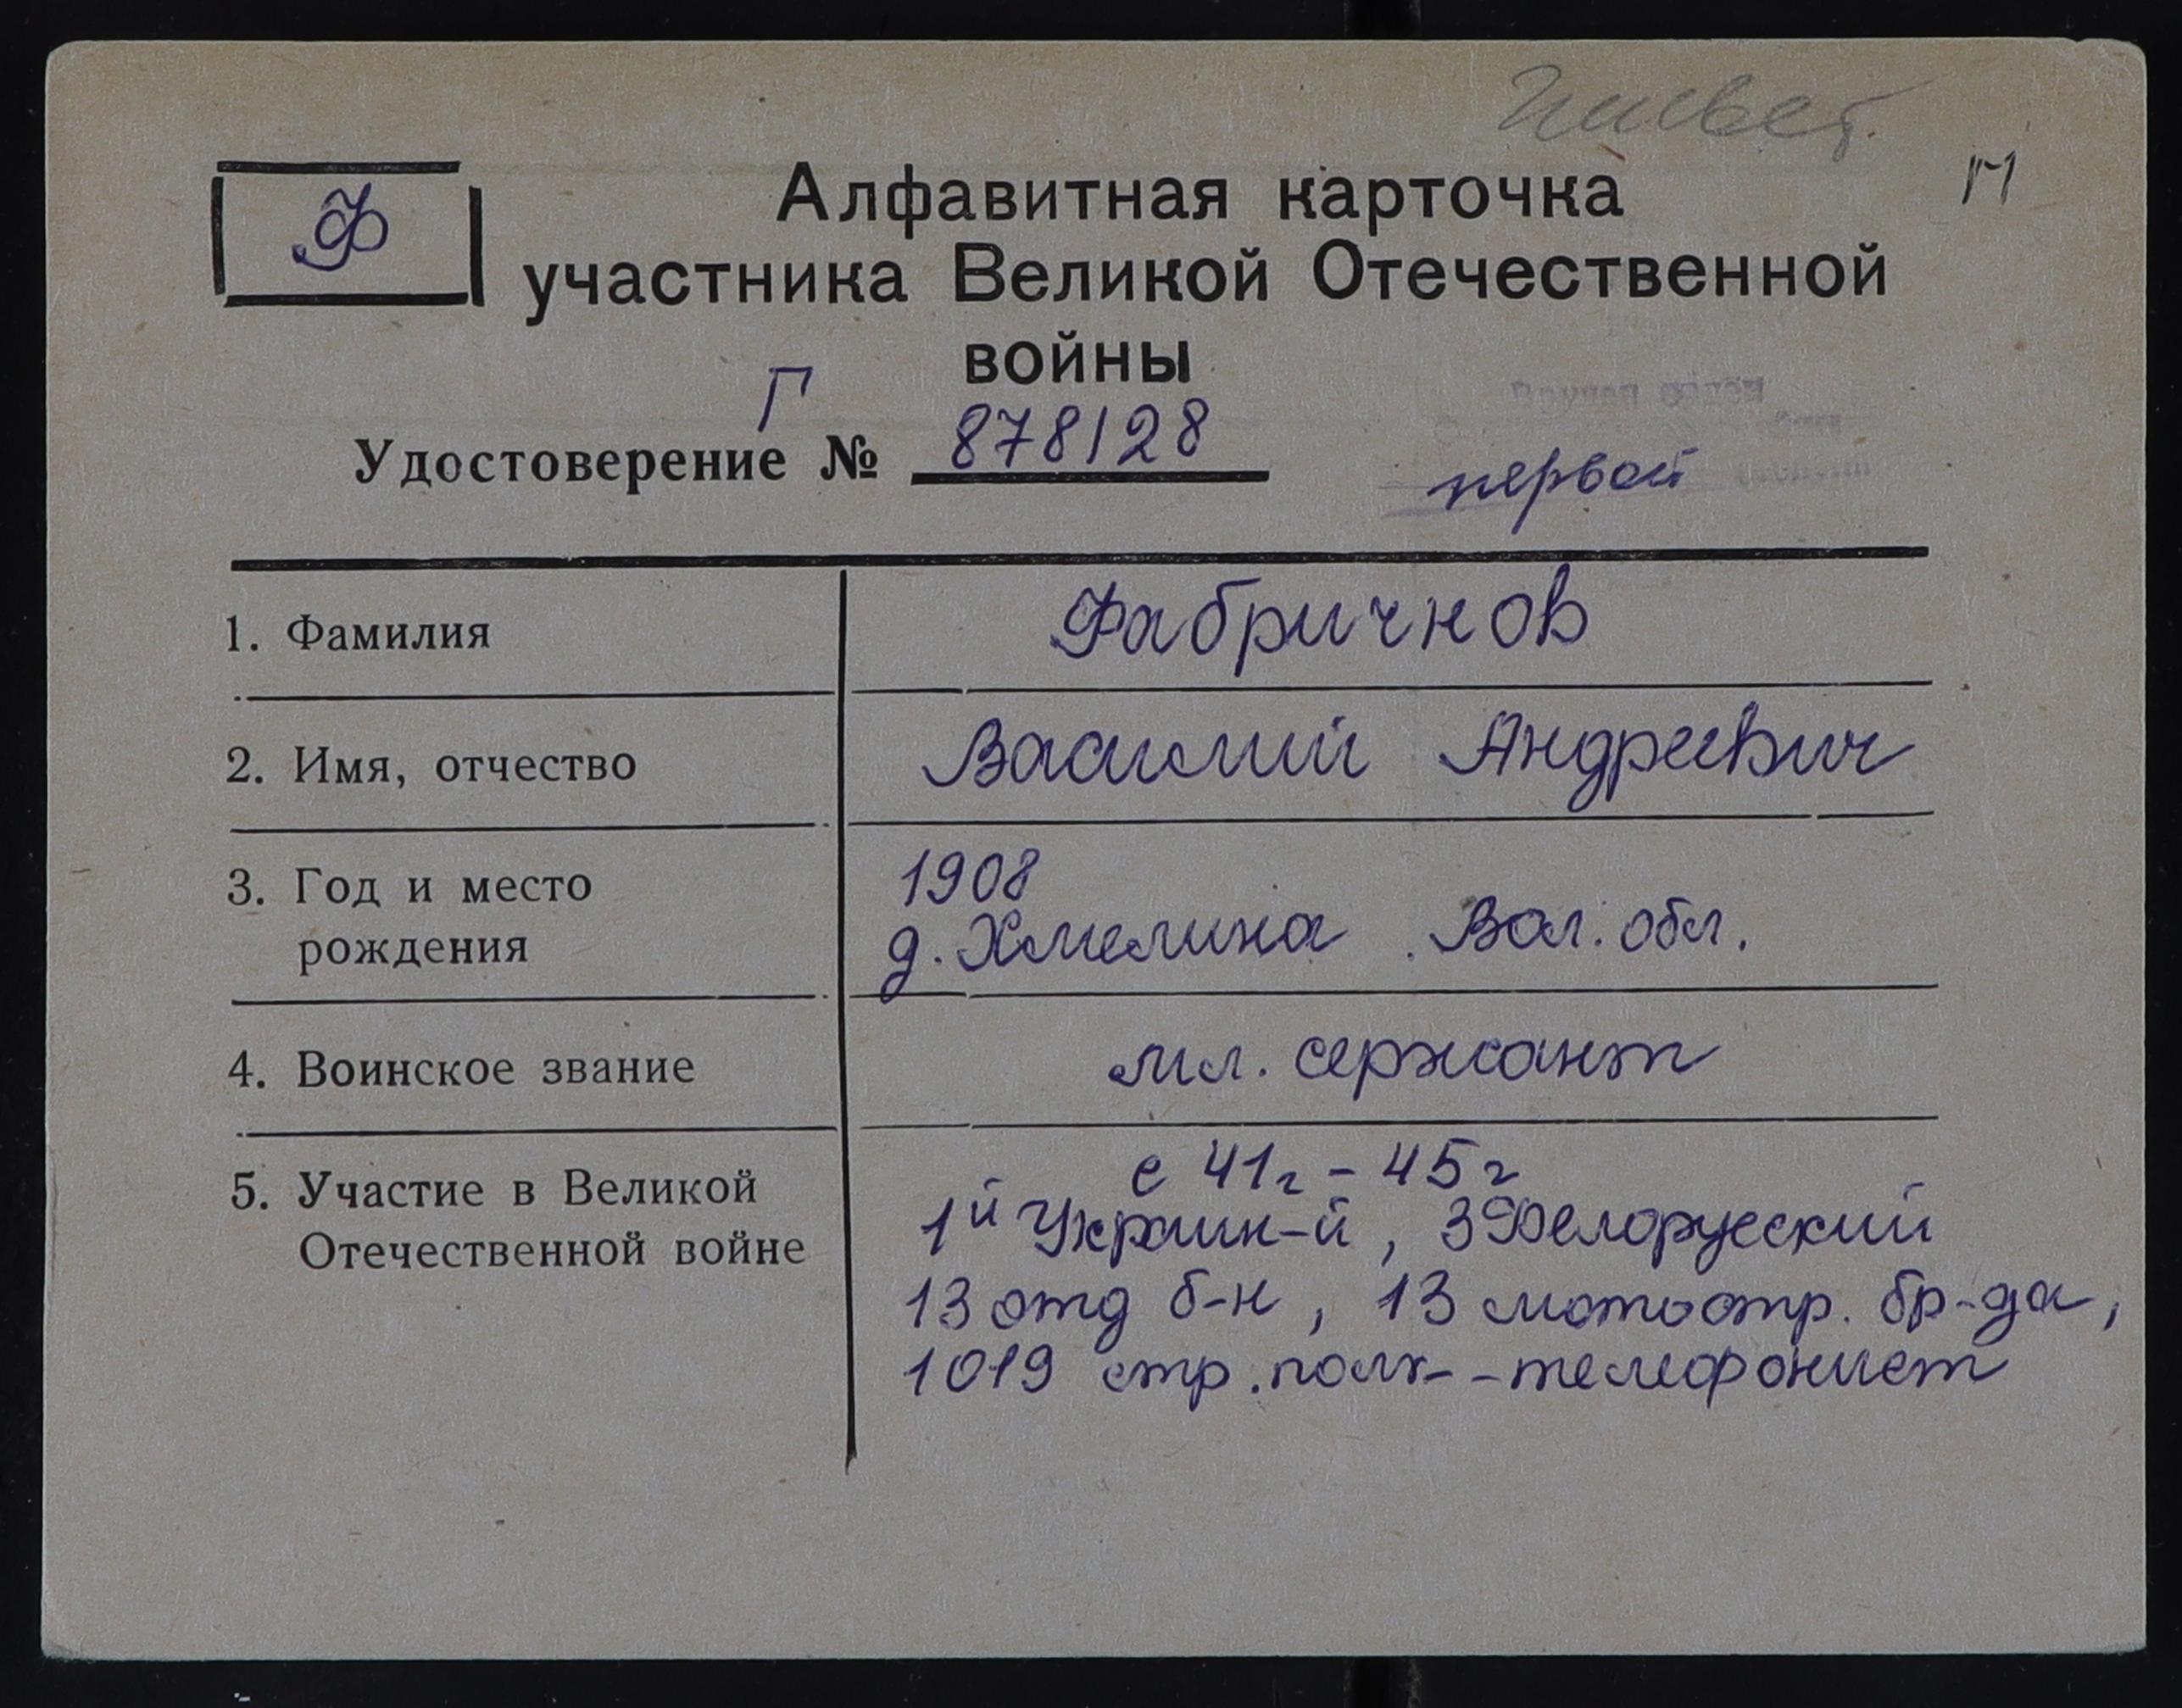 Ф
Алфавитная карточка
участника Великой Отечественной
войны
Удостоверение № Г 878128
первой
1. Фамилия
Фабричнов
2. Имя, отчество
Василий Андреевич
3. Год и место
рождения
1908
д. Хмелина Вол. обл.
4. Воинское звание
мл. сержант
5. Участие в Великой
Отечественной войне
с 41г - 45г
1й Украин-й, 3 Белорусский
13 отд б-н, 13 мотостр. бр-да,
1019 стр. полк - телефонист